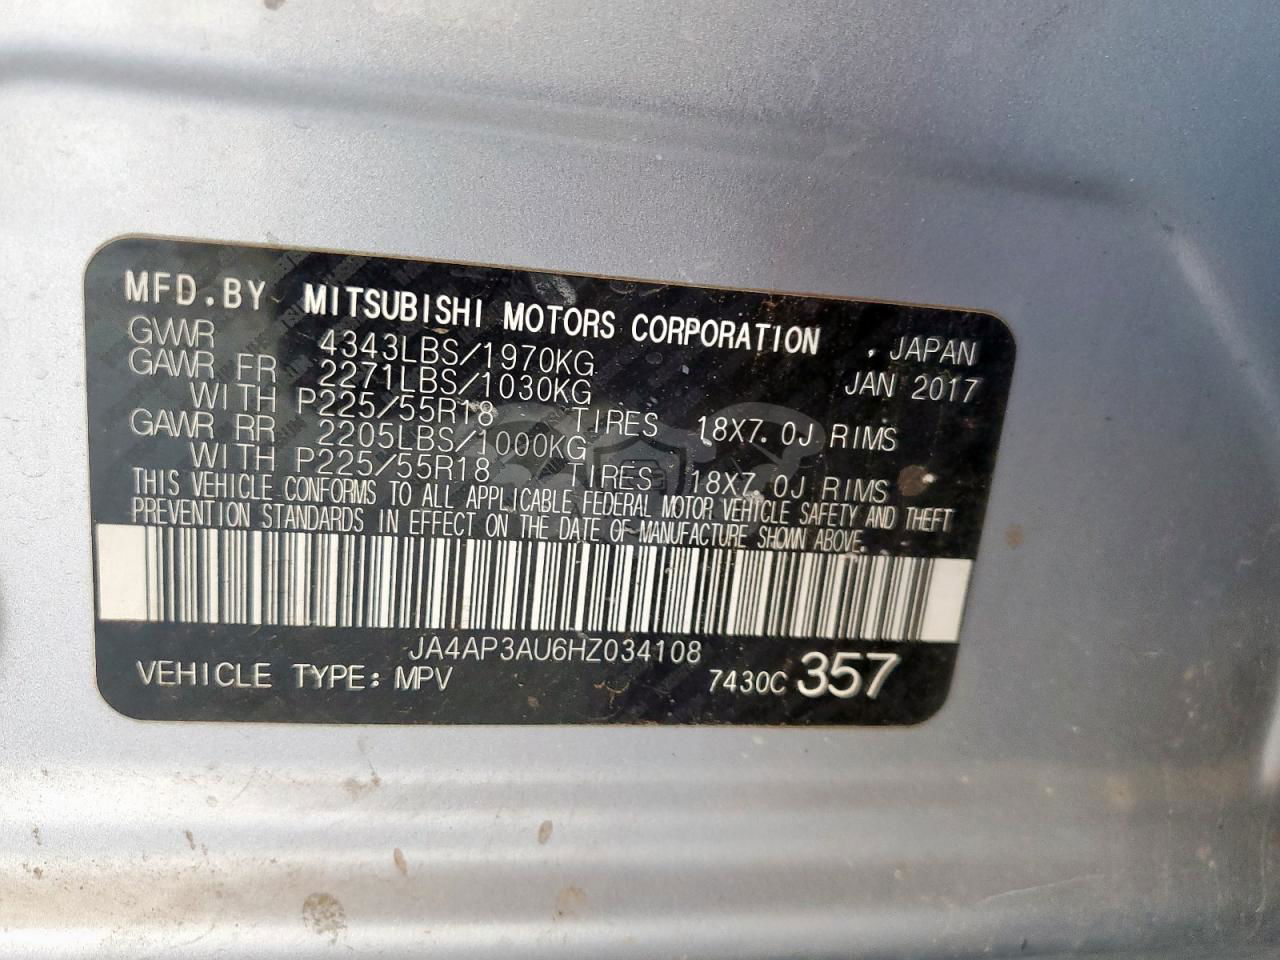 MFD.BY MITSUBISHI MOTORS CORPORATION . JAPAN
GVWR 4343LBS/1970KG JAN 2017
GAWR FR 2271LBS/1030KG
WITH P225/55R18 TIRES 18X7.0J RIMS
GAWR RR 2205LBS/1000KG
WITH P225/55R18 TIRES 18X7.0J RIMS
THIS VEHICLE CONFORMS TO ALL APPLICABLE FEDERAL MOTOR VEHICLE SAFETY AND THEFT
PREVENTION STANDARDS IN EFFECT ON THE DATE OF MANUFACTURE SHOWN ABOVE.
JA4AP3AU6HZ034108
VEHICLE TYPE: MPV 7430C 357